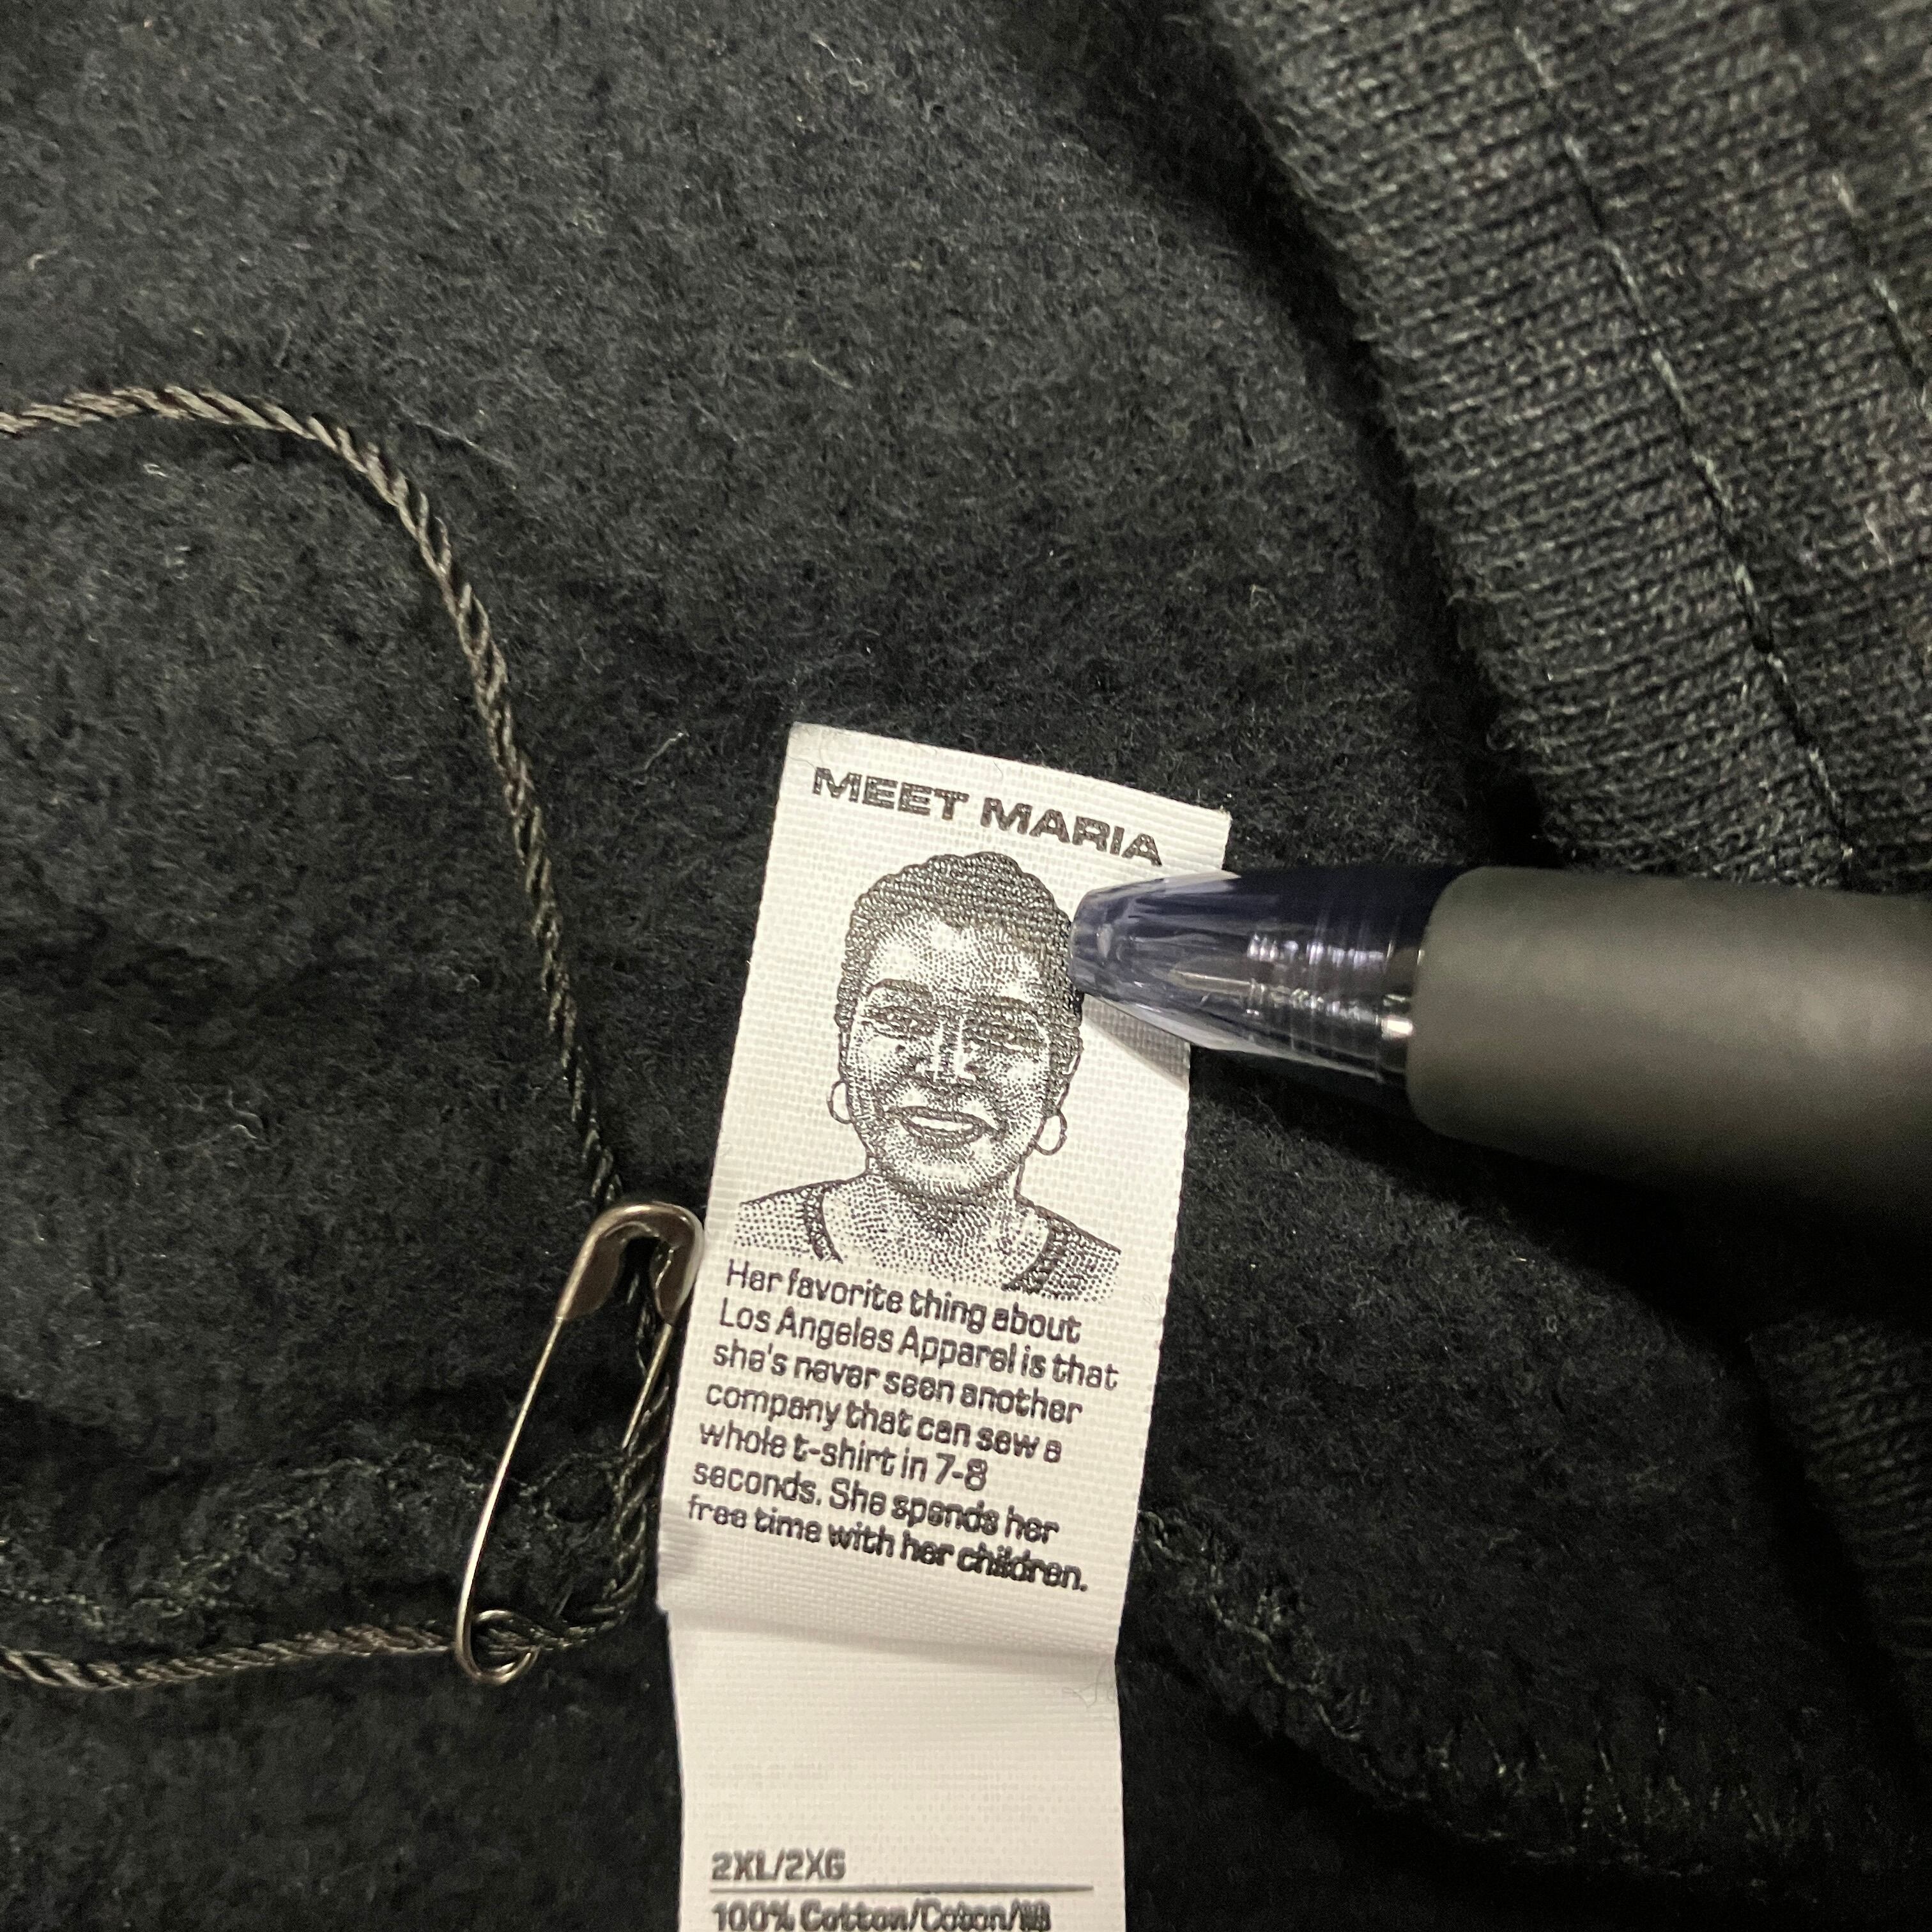 MEET MARIA
Her favorite thing about
Los Angeles Apparel is that
she's never seen another
company that can sew a
whole t-shirt in 7-8
seconds. She spends her
free time with her children.
2XL/2XG
100% Cotton/Coton/綿